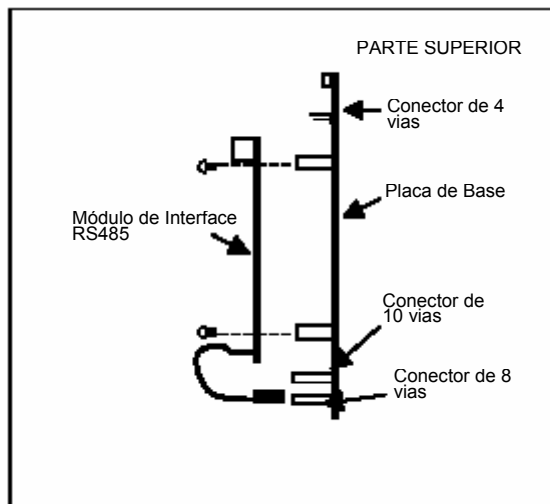 PARTE SUPERIOR
Conector de 4
vias
Placa de Base
Módulo de Interface
RS485
Conector de
10 vias
Conector de 8
vias